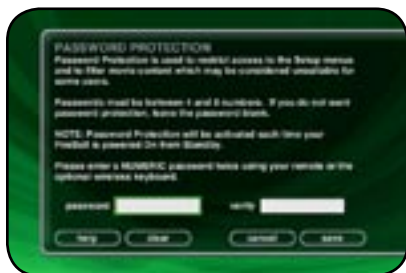 PASSWORD PROTECTION
Password Protection is used to restrict access to the Setup menus
and to filter movie content which may be considered unsuitable for
some users.
Passwords must be between 1 and 8 numbers. If you do not want
password protection, leave the password blank.
NOTE: Password Protection will be activated each time your
FireBall is powered On from Standby.
Please enter a NUMERIC password twice using your remote or the
optional wireless keyboard.
password verify
help clear cancel save